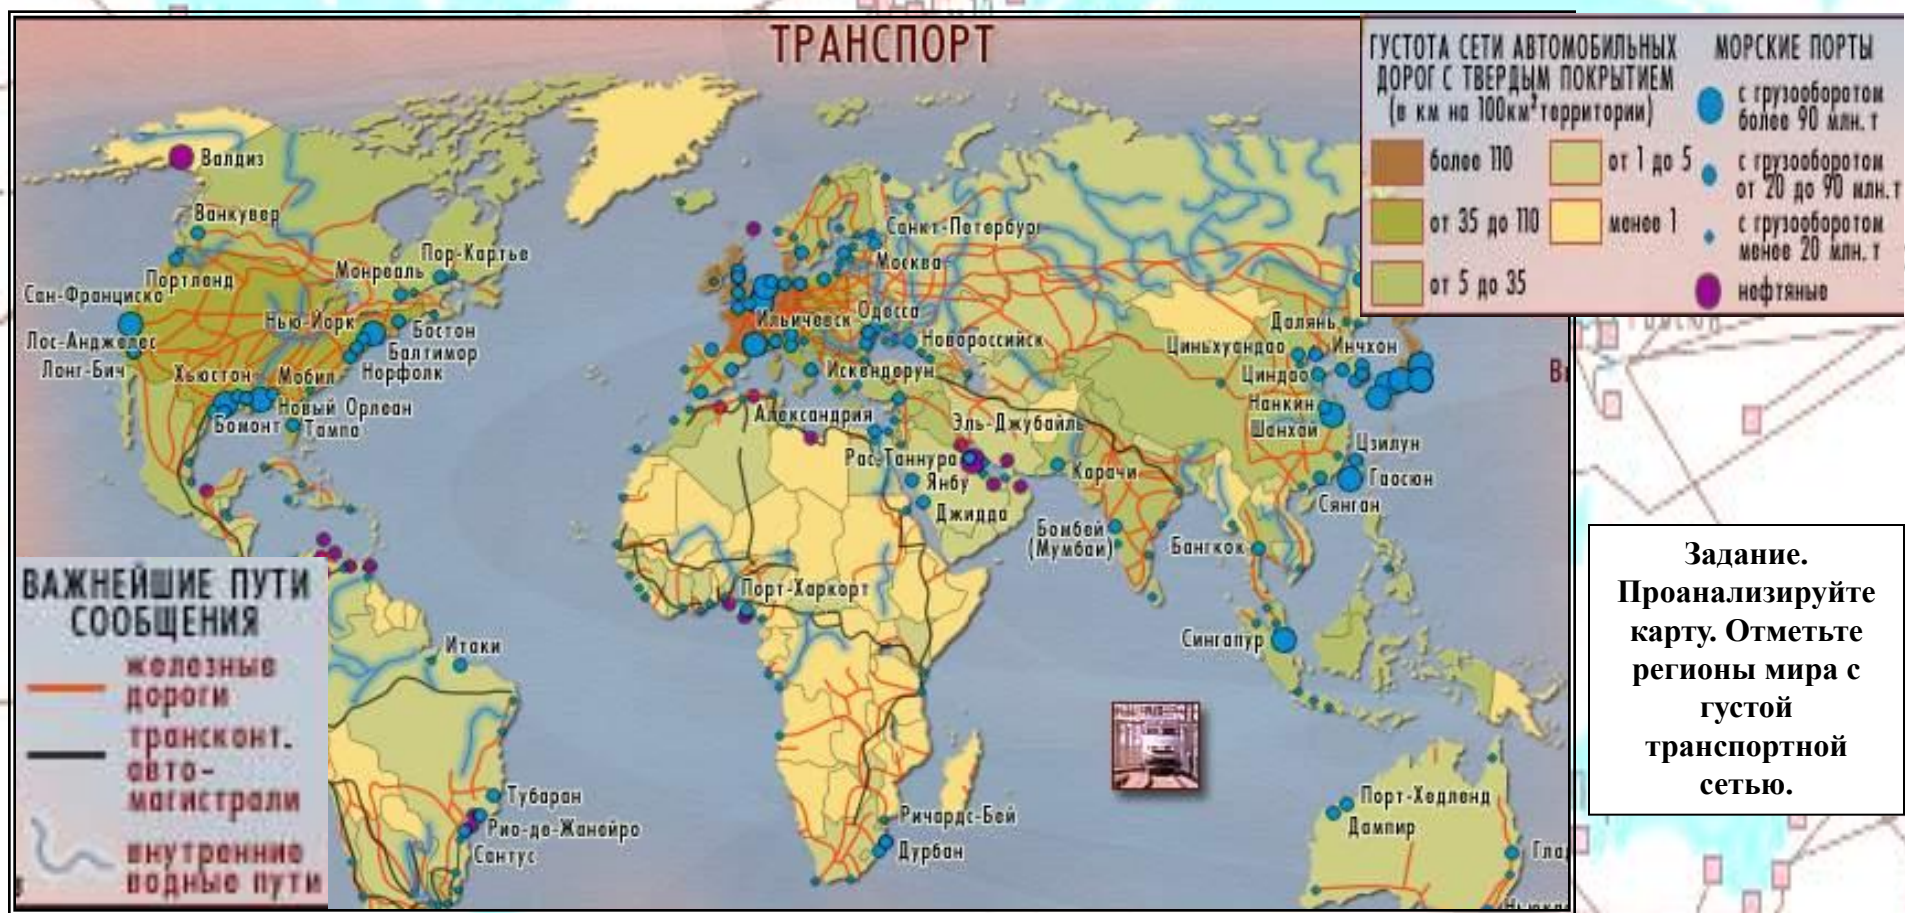 ТРАНСПОРТ
ГУСТОТА СЕТИ АВТОМОБИЛЬНЫХ
ДОРОГ С ТВЕРДЫМ ПОКРЫТИЕМ
(в км на 100км² территории)
более 110
от 35 до 110
от 5 до 35
от 1 до 5
менее 1
МОРСКИЕ ПОРТЫ
с грузооборотом
более 90 млн. т
с грузооборотом
от 20 до 90 млн. т
с грузооборотом
менее 20 млн. т
нефтяные
Валдиз
Ванкувер
Пор-Картье
Монреаль
Портленд
Сан-Франциско
Нью-Йорк
Бостон
Лос-Анджелес
Балтимор
Лонг-Бич
Хьюстон
Мобил
Норфолк
Новый Орлеан
Бомонт
Тампа
Санкт-Петербург
Москва
Ильичевск
Одесса
Новороссийск
Искендерун
Александрия
Эль-Джубайль
Рас-Таннура
Янбу
Джидда
Карачи
Бомбей
(Мумбаи)
Бангкок
Далянь
Циньхуандао
Инчхон
Циндао
Нанкин
Шанхай
Цзилун
Гаосюн
Сянган
Сингапур
Порт-Харкорт
Итаки
Тубаран
Рио-де-Жанейро
Сантус
Ричардс-Бей
Дурбан
Порт-Хедленд
Дампир
Гла
ВАЖНЕЙШИЕ ПУТИ
СООБЩЕНИЯ
железные
дороги
трансконт.
авто-
магистрали
внутренние
водные пути
Задание.
Проанализируйте
карту. Отметьте
регионы мира с
густой
транспортной
сетью.